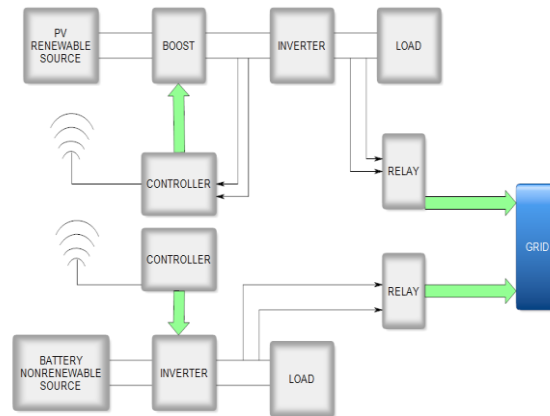 PV
RENEWABLE
SOURCE
BOOST
INVERTER
LOAD
CONTROLLER
RELAY
GRID
CONTROLLER
RELAY
BATTERY
NONRENEWABLE
SOURCE
INVERTER
LOAD